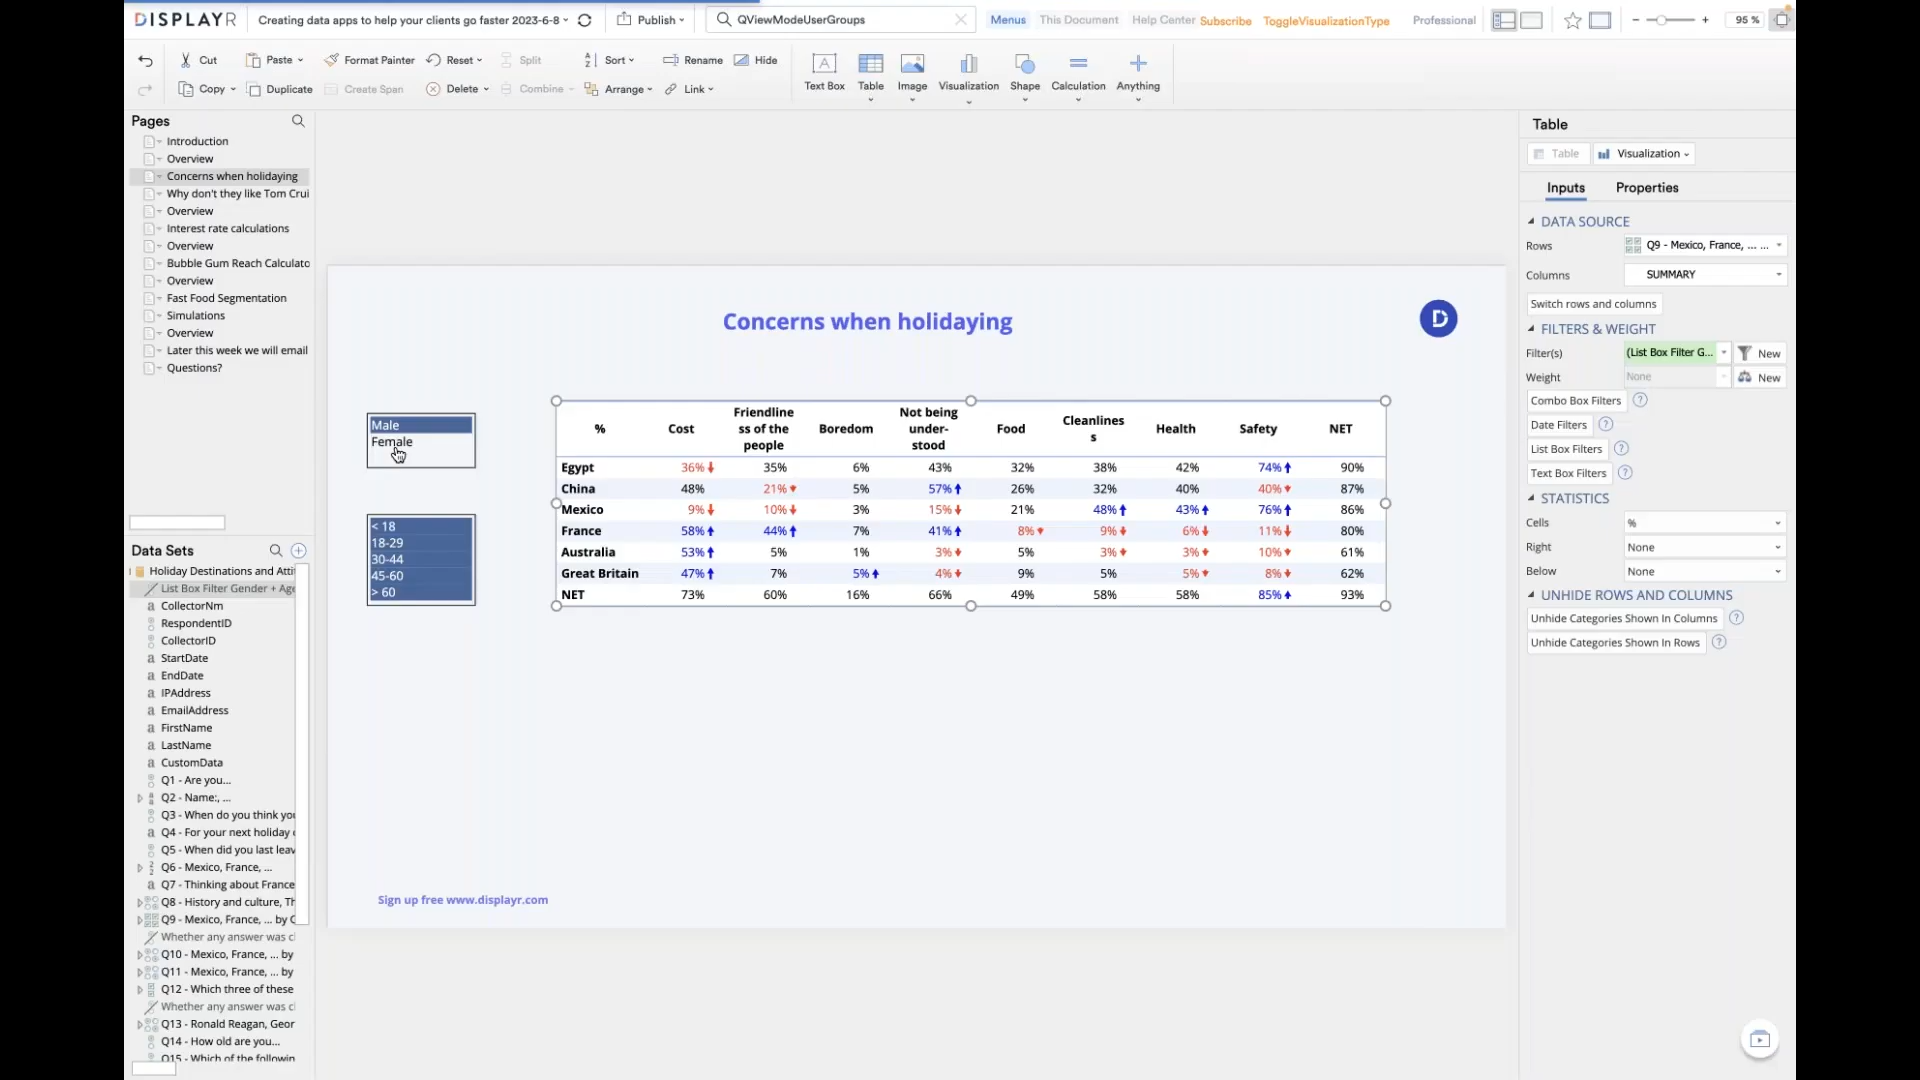 DISPLAYR
Creating data apps to help your clients go faster 2023-6-8
Publish
QViewModeUserGroups
Menus
This Document
Help Center
Subscribe
ToggleVisualizationType
Professional
95 %
Cut
Paste
Format Painter
Reset
Split
Sort
Rename
Hide
Copy
Duplicate
Create Span
Delete
Combine
Arrange
Link
Text Box
Table
Image
Visualization
Shape
Calculation
Anything
Pages
Introduction
Overview
Concerns when holidaying
Why don't they like Tom Crui
Overview
Interest rate calculations
Overview
Bubble Gum Reach Calculato
Overview
Fast Food Segmentation
Simulations
Overview
Later this week we will email
Questions?
Data Sets
Holiday Destinations and Atti
List Box Filter Gender + Age
CollectorNm
RespondentID
CollectorID
StartDate
EndDate
IPAddress
EmailAddress
FirstName
LastName
CustomData
Q1 - Are you...
Q2 - Name:, ...
Q3 - When do you think you
Q4 - For your next holiday
Q5 - When did you last leav
Q6 - Mexico, France, ...
Q7 - Thinking about France
Q8 - History and culture, Th
Q9 - Mexico, France, ... by C
Whether any answer was cl
Q10 - Mexico, France, ... by
Q11 - Mexico, France, ... by
Q12 - Which three of these
Whether any answer was cl
Q13 - Ronald Reagan, Geor
Q14 - How old are you...
Q15 - Which of the followin
Concerns when holidaying
D
Male
Female
< 18
18-29
30-44
45-60
> 60
% Cost Friendline ss of the people Boredom Not being under- stood Food Cleanlines s Health Safety NET
Egypt 36% 35% 6% 43% 32% 38% 42% 74% 90%
China 48% 21% 5% 57% 26% 32% 40% 40% 87%
Mexico 9% 10% 3% 15% 21% 48% 43% 76% 86%
France 58% 44% 7% 41% 8% 9% 6% 11% 80%
Australia 53% 5% 1% 3% 5% 3% 3% 10% 61%
Great Britain 47% 7% 5% 4% 9% 5% 5% 8% 62%
NET 73% 60% 16% 66% 49% 58% 58% 85% 93%
Sign up free www.displayr.com
Table
Table
Visualization
Inputs
Properties
DATA SOURCE
Rows Q9 - Mexico, France, ... ...
Columns SUMMARY
Switch rows and columns
FILTERS & WEIGHT
Filter(s) (List Box Filter G... New
Weight None New
Combo Box Filters ?
Date Filters ?
List Box Filters ?
Text Box Filters ?
STATISTICS
Cells %
Right None
Below None
UNHIDE ROWS AND COLUMNS
Unhide Categories Shown In Columns ?
Unhide Categories Shown In Rows ?